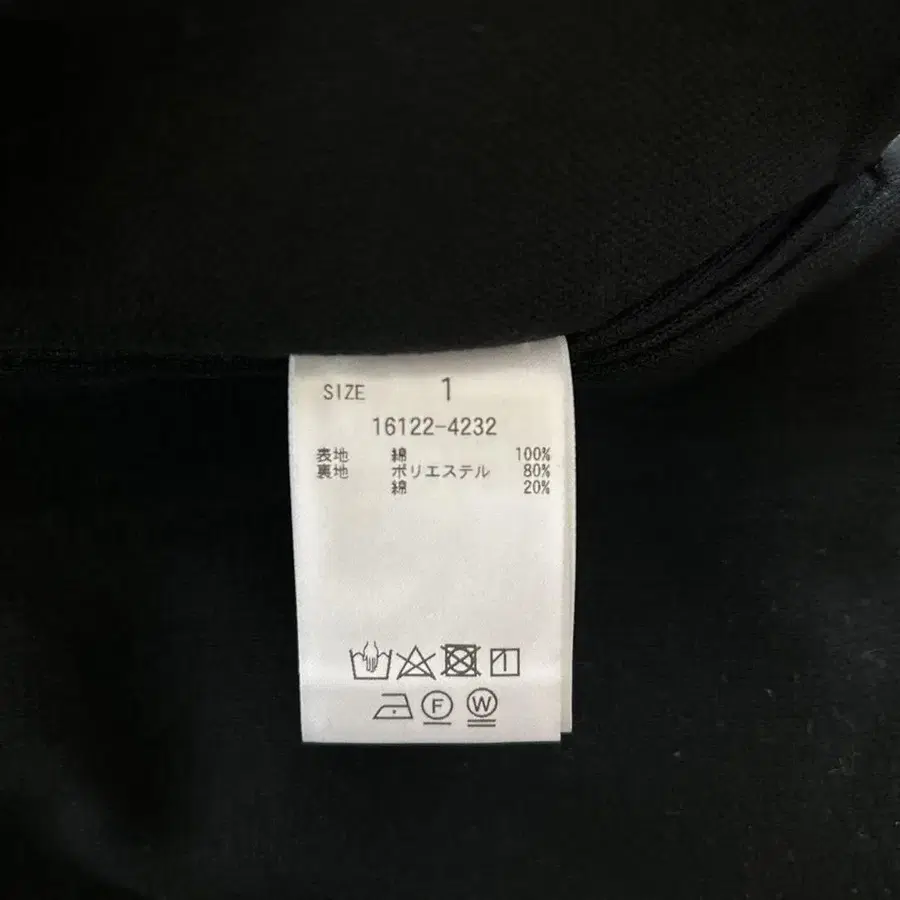 SIZE 1
16122-4232
表地 綿 100%
裏地 ポリエステル 80%
綿 20%
F W